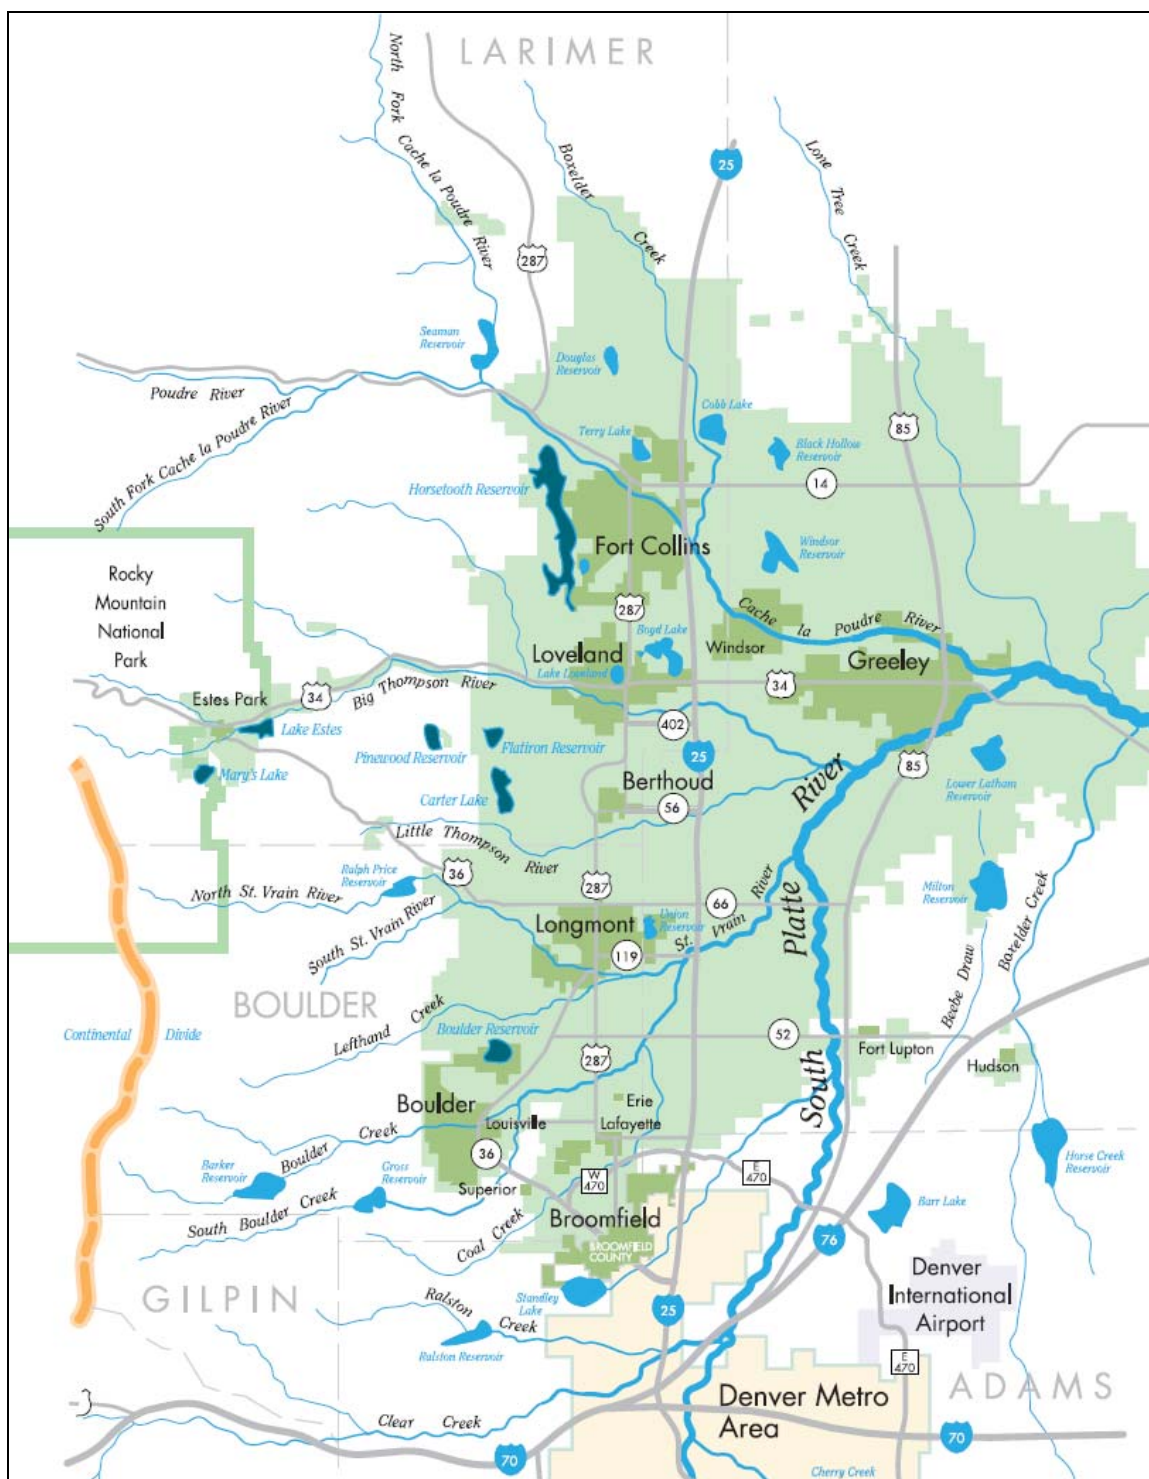 LARIMER
North Fork Cache la Poudre River
Boxelder Creek
Lone Tree Creek
25
287
Seaman
Reservoir
Douglas
Reservoir
Poudre River
South Fork Cache la Poudre River
Cobb Lake
85
Terry Lake
Black Hollow
Reservoir
Horsetooth Reservoir
14
Fort Collins
Windsor
Reservoir
Rocky
Mountain
National
Park
287
Cache la Poudre River
Boyd Lake
Windsor
Loveland
Greeley
Lake Loveland
34
Estes Park
34
Big Thompson River
402
Lake Estes
Pinewood Reservoir
Flatiron Reservoir
25
85
Mary's Lake
Carter Lake
Berthoud
56
Lower Latham
Reservoir
Little Thompson River
South Platte River
Ralph Price
Reservoir
36
287
66
Milton
Reservoir
North St. Vrain River
South St. Vrain River
Longmont
Union
Reservoir
St. Vrain River
119
Beebe Draw
Boxelder Creek
BOULDER
Lefthand Creek
Continental Divide
Boulder Reservoir
52
Fort Lupton
Hudson
287
Boulder
Erie
Louisville
Lafayette
Boulder Creek
36
Barker
Reservoir
Gross
Reservoir
W
470
E
470
Horse Creek
Reservoir
Superior
Barr Lake
South Boulder Creek
Coal Creek
Broomfield
BROOMFIELD
COUNTY
76
Denver
International
Airport
GILPIN
Standley
Lake
25
Ralston Creek
Ralston Reservoir
E
470
ADAMS
Denver Metro
Area
Clear Creek
70
70
Cherry Creek